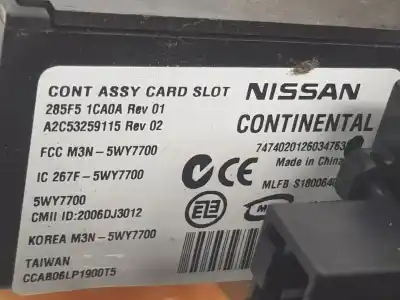 CONT ASSY CARD SLOT NISSAN
285F5 1CA0A Rev 01
A2C53259115 Rev 02 CONTINENTAL
FCC M3N-5WY7700
Made in China
IC 267F-5WY7700
5WY7700
CMII ID:2006DJ3012
KOREA M3N-5WY7700
TAIWAN
CCAB06LP1900T5
MLFB